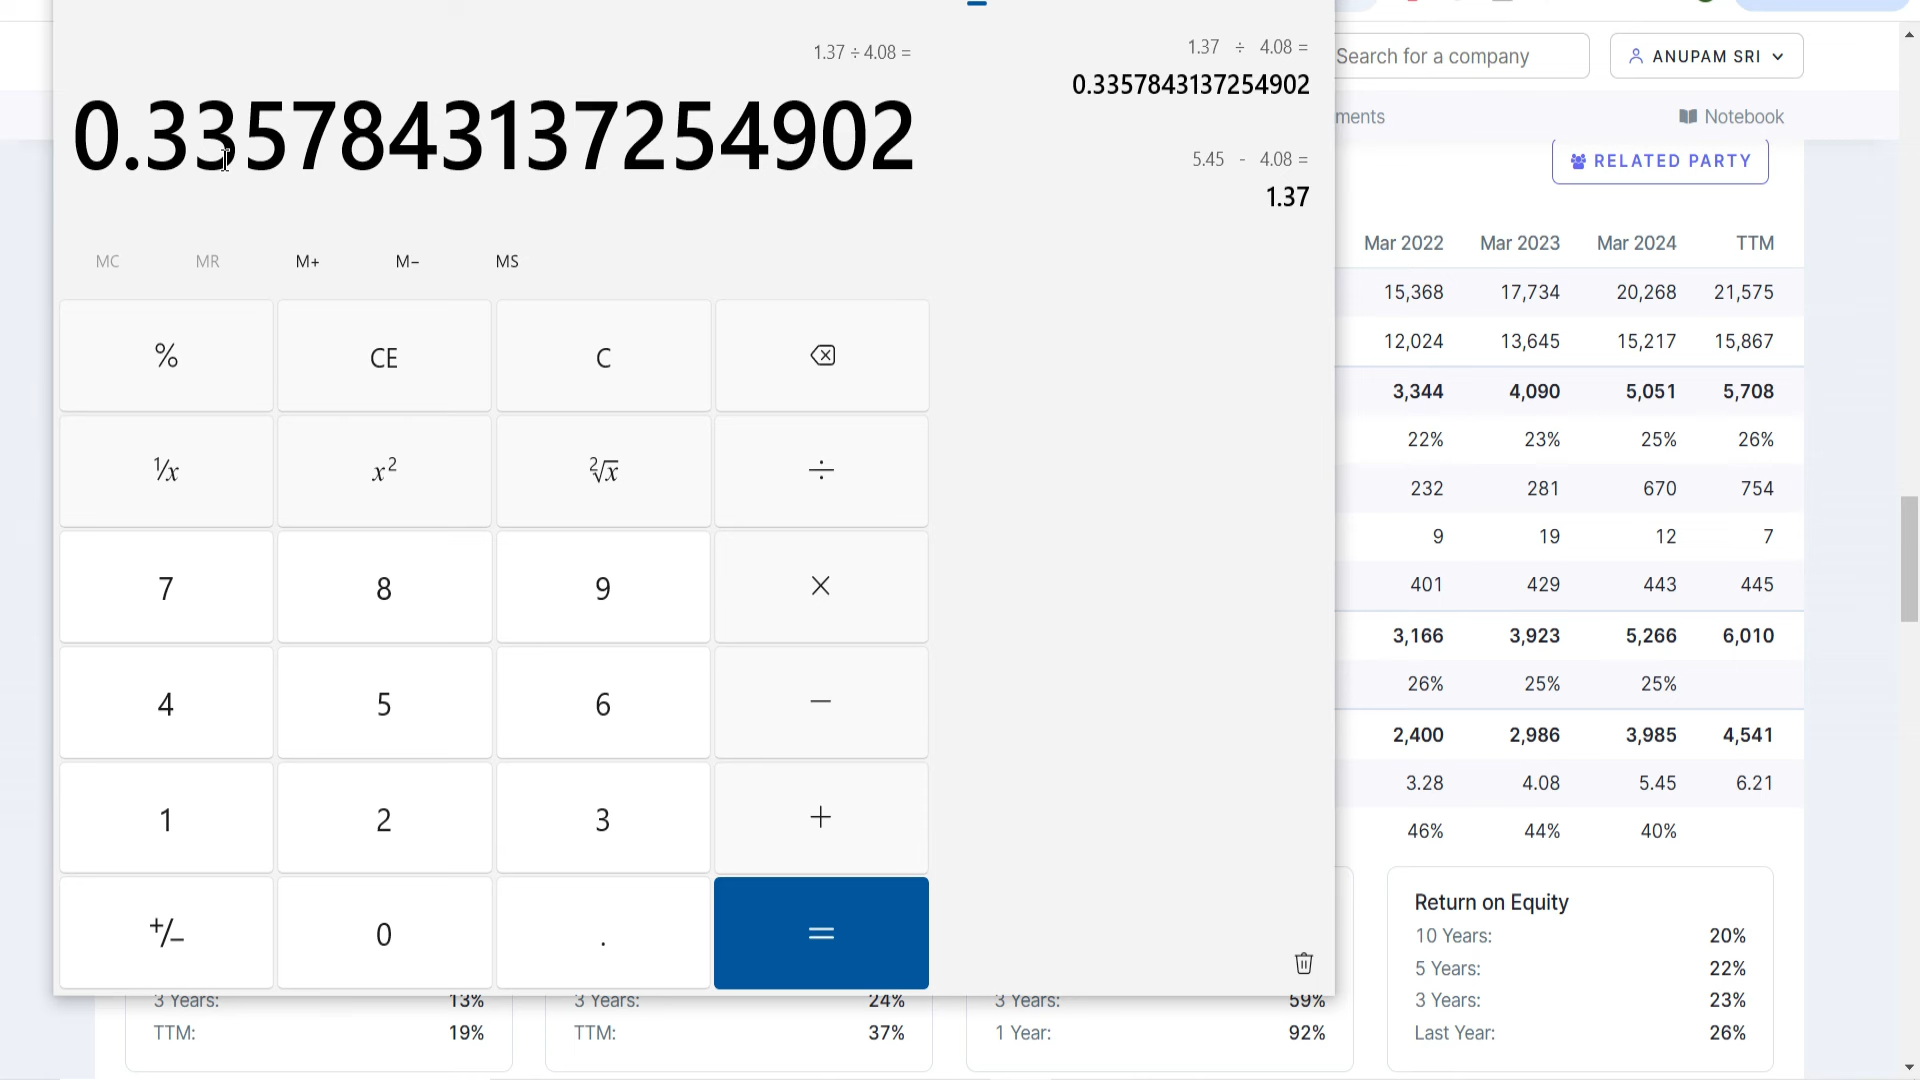 1.37 ÷ 4.08 =
0.3357843137254902
MC MR M+ M− MS
% CE C
¹/x x² ²√x ÷
7 8 9 ×
4 5 6 −
1 2 3 +
+/− 0 . =
1.37 ÷ 4.08 =
0.3357843137254902
5.45 - 4.08 =
1.37
Search for a company
ANUPAM SRI
ments
Notebook
RELATED PARTY
Mar 2022 Mar 2023 Mar 2024 TTM
15,368 17,734 20,268 21,575
12,024 13,645 15,217 15,867
3,344 4,090 5,051 5,708
22% 23% 25% 26%
232 281 670 754
9 19 12 7
401 429 443 445
3,166 3,923 5,266 6,010
26% 25% 25%
2,400 2,986 3,985 4,541
3.28 4.08 5.45 6.21
46% 44% 40%
3 Years: 13%
TTM: 19%
3 Years: 24%
TTM: 37%
3 Years: 59%
1 Year: 92%
Return on Equity
10 Years: 20%
5 Years: 22%
3 Years: 23%
Last Year: 26%